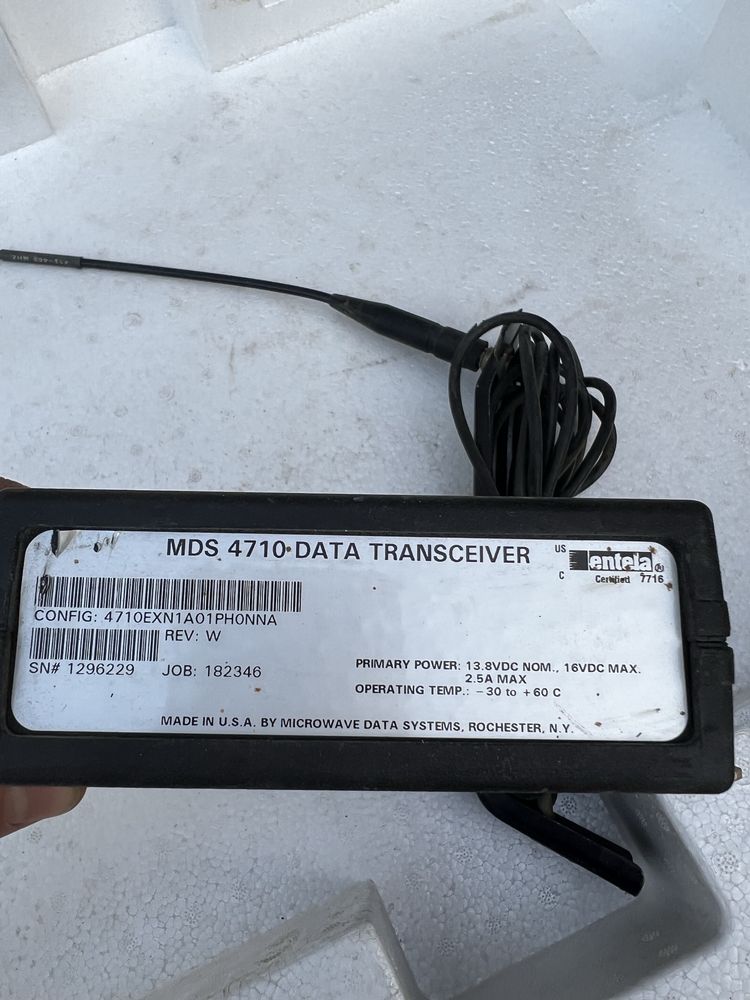 MDS 4710 DATA TRANSCEIVER
US
C
entela
Certified 7716
CONFIG: 4710EXN1A01PH0NNA
REV: W
SN# 1296229 JOB: 182346
PRIMARY POWER: 13.8VDC NOM., 16VDC MAX.
2.5A MAX
OPERATING TEMP.: -30 to +60 C
MADE IN U.S.A. BY MICROWAVE DATA SYSTEMS, ROCHESTER, N.Y.